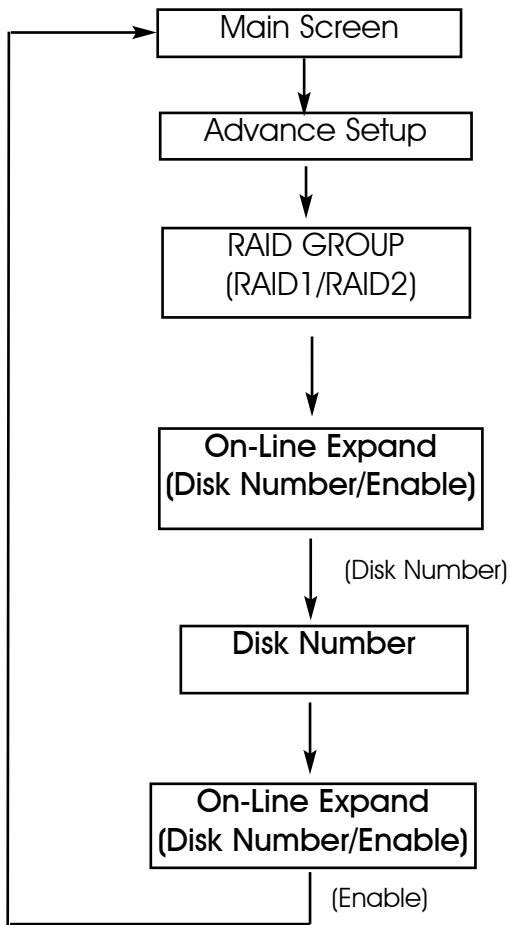 Main Screen
Advance Setup
RAID GROUP
(RAID1/RAID2)
On-Line Expand
(Disk Number/Enable)
(Disk Number)
Disk Number
On-Line Expand
(Disk Number/Enable)
(Enable)